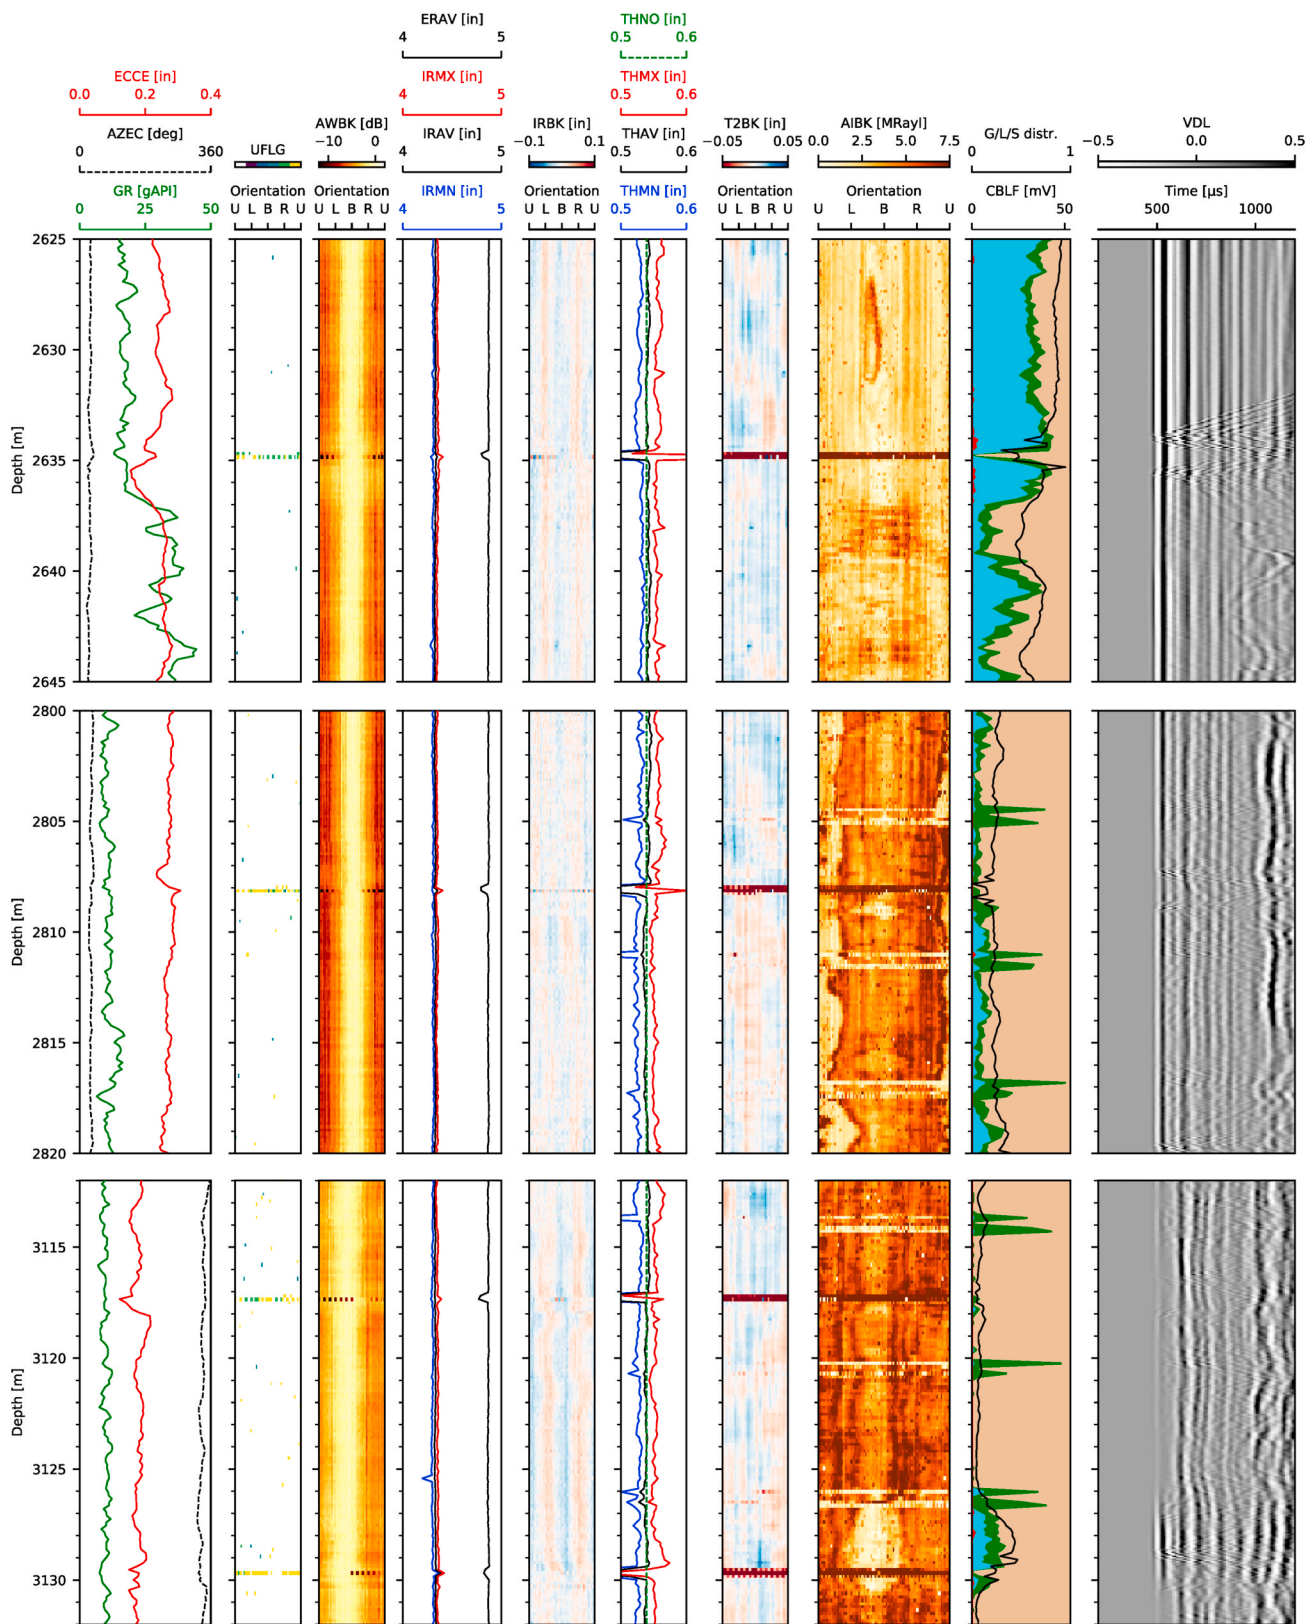 ERAV [in] THNO [in]
4 5 0.5 0.6
ECCE [in] IRMX [in] THMX [in]
0.0 0.2 0.4 4 5 0.5 0.6
AZEC [deg] UFLG AWBK [dB] IRAV [in] IRBK [in] THAV [in] T2BK [in] AIBK [MRayl] G/L/S distr. VDL
0 360 −10 0 4 5 −0.1 0.1 0.5 0.6 −0.05 0.05 0.0 2.5 5.0 7.5 0 1 −0.5 0.0 0.5
GR [gAPI] Orientation Orientation IRMN [in] Orientation THMN [in] Orientation Orientation CBLF [mV] Time [µs]
0 25 50 U L B R U U L B R U 4 5 U L B R U 0.5 0.6 U L B R U U L B R U 0 50 500 1000
2625
2630
Depth [m]
2635
2640
2645
2800
2805
Depth [m]
2810
2815
2820
3115
3120
Depth [m]
3125
3130